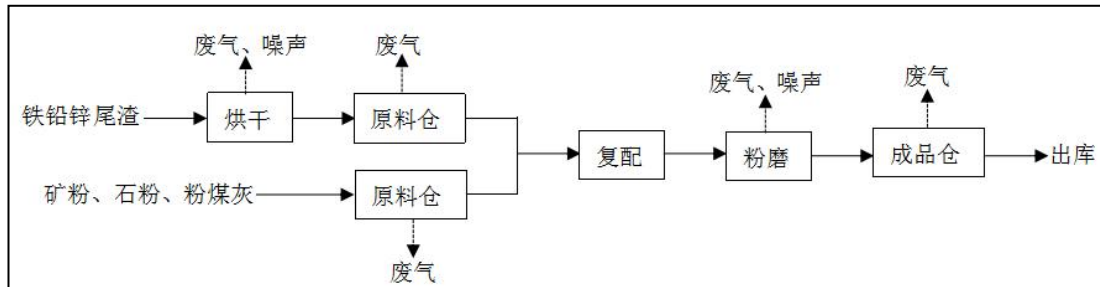 废气、噪声
废气
铁铅锌尾渣
烘干
原料仓
废气、噪声
废气
复配
粉磨
成品仓
出库
矿粉、石粉、粉煤灰
原料仓
废气